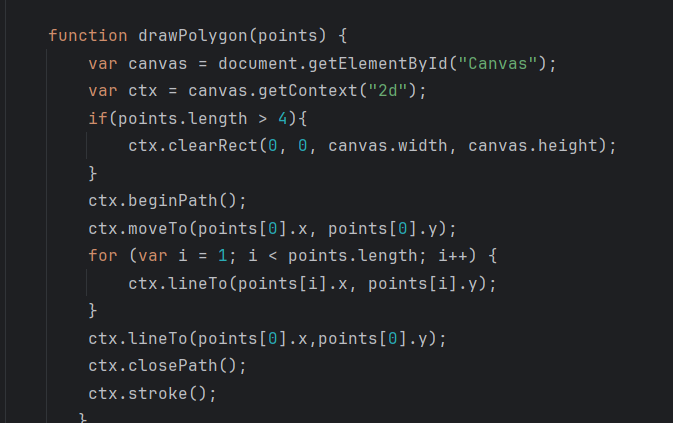 function drawPolygon(points) {
var canvas = document.getElementById("Canvas");
var ctx = canvas.getContext("2d");
if(points.length > 4){
ctx.clearRect(0, 0, canvas.width, canvas.height);
}
ctx.beginPath();
ctx.moveTo(points[0].x, points[0].y);
for (var i = 1; i < points.length; i++) {
ctx.lineTo(points[i].x, points[i].y);
}
ctx.lineTo(points[0].x,points[0].y);
ctx.closePath();
ctx.stroke();
}